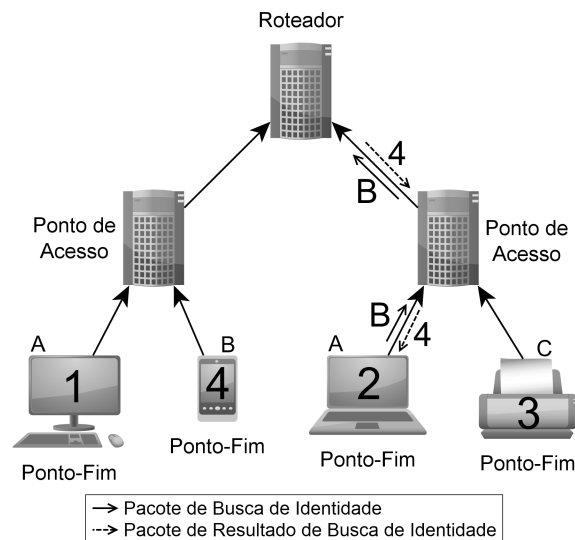 Roteador
4
B
Ponto de
Acesso
Ponto de
Acesso
B
4
A
1
B
4
A
2
C
3
Ponto-Fim
Ponto-Fim
Ponto-Fim
Ponto-Fim
Pacote de Busca de Identidade
Pacote de Resultado de Busca de Identidade